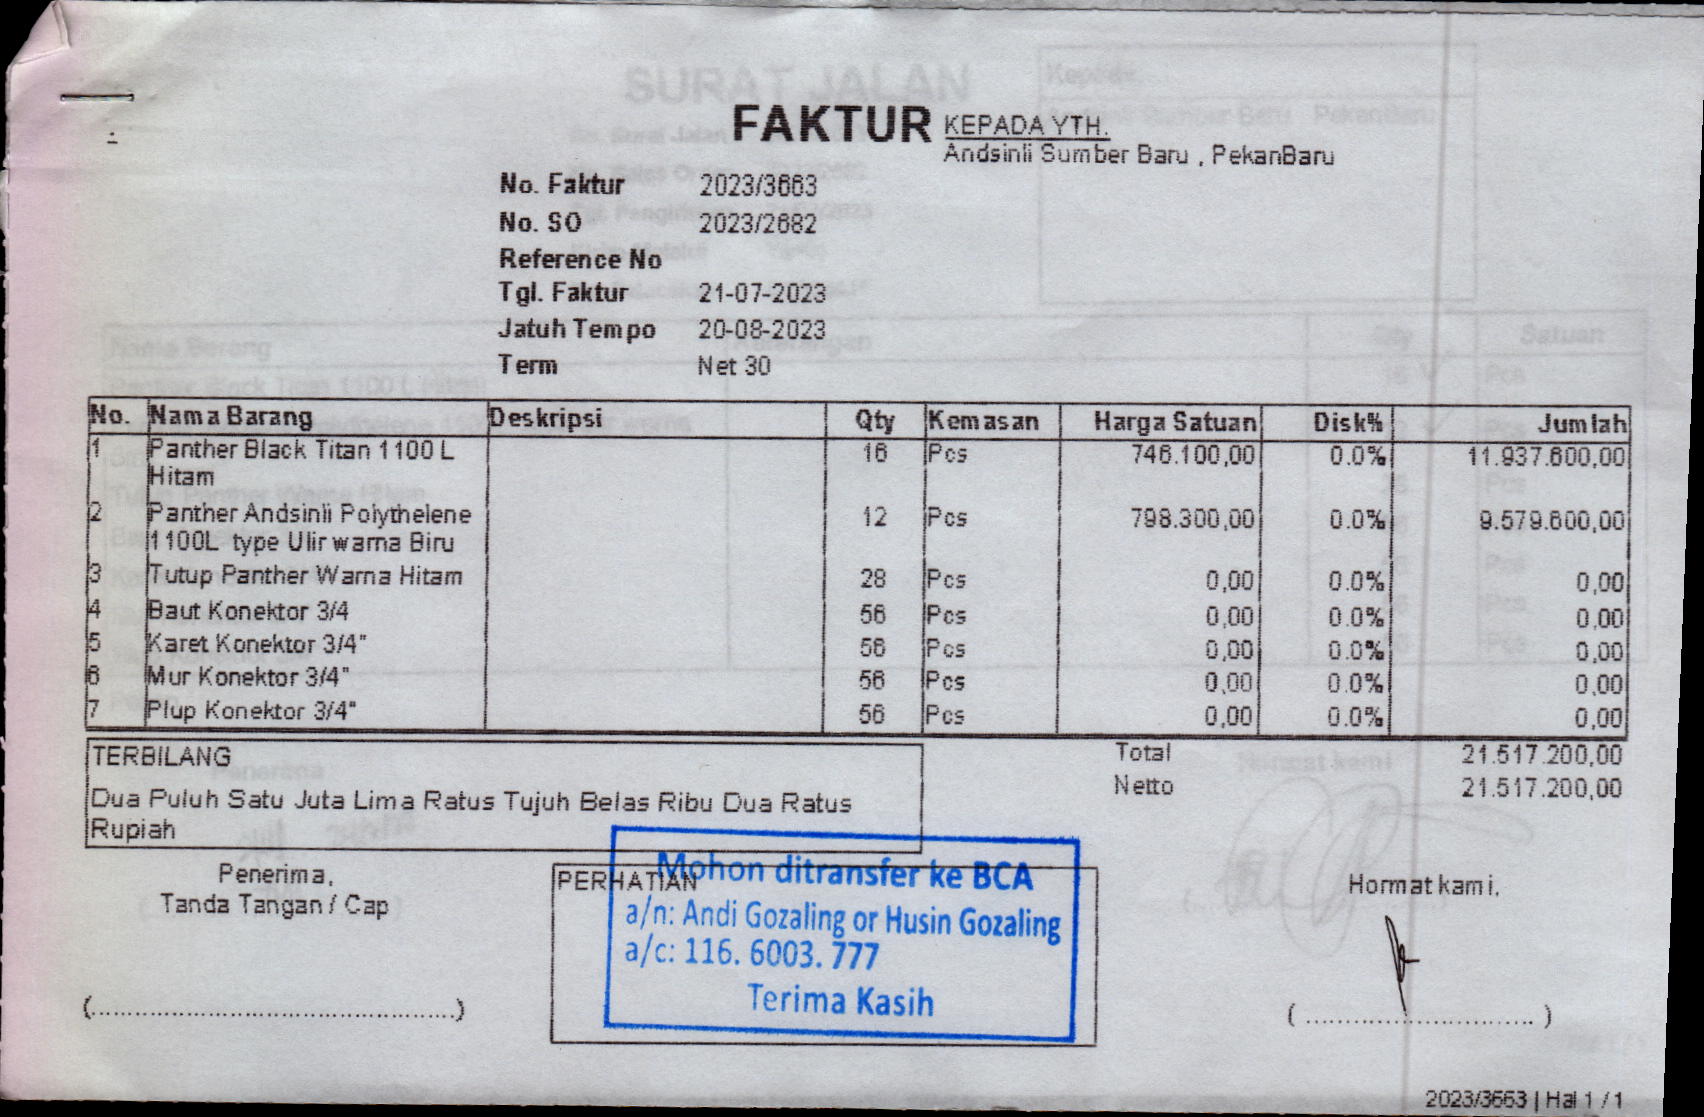 FAKTUR
KEPADA YTH.
Andsinli Sumber Baru , PekanBaru
No. Faktur 2023/3663
No. SO 2023/2682
Reference No
Tgl. Faktur 21-07-2023
Jatuh Tempo 20-08-2023
Term Net 30
No. Nama Barang Deskripsi Qty Kemasan Harga Satuan Disk% Jumlah
1 Panther Black Titan 1100 L 16 Pcs 746.100,00 0.0% 11.937.600,00
Hitam
2 Panther Andsinli Polythelene 12 Pcs 798.300,00 0.0% 9.579.600,00
1100L type Ulir warna Biru
3 Tutup Panther Warna Hitam 28 Pcs 0,00 0.0% 0,00
4 Baut Konektor 3/4 56 Pcs 0,00 0.0% 0,00
5 Karet Konektor 3/4" 56 Pcs 0,00 0.0% 0,00
6 Mur Konektor 3/4" 56 Pcs 0,00 0.0% 0,00
7 Plup Konektor 3/4" 56 Pcs 0,00 0.0% 0,00
TERBILANG
Dua Puluh Satu Juta Lima Ratus Tujuh Belas Ribu Dua Ratus
Rupiah
Total 21.517.200,00
Netto 21.517.200,00
Penerima,
Tanda Tangan / Cap
(................................................)
PERHATIAN
Mohon ditransfer ke BCA
a/n: Andi Gozaling or Husin Gozaling
a/c: 116. 6003. 777
Terima Kasih
Hormat kami,
( .............................. )
2023/3663 | Hal 1 / 1
SURAT JALAN
Kepada